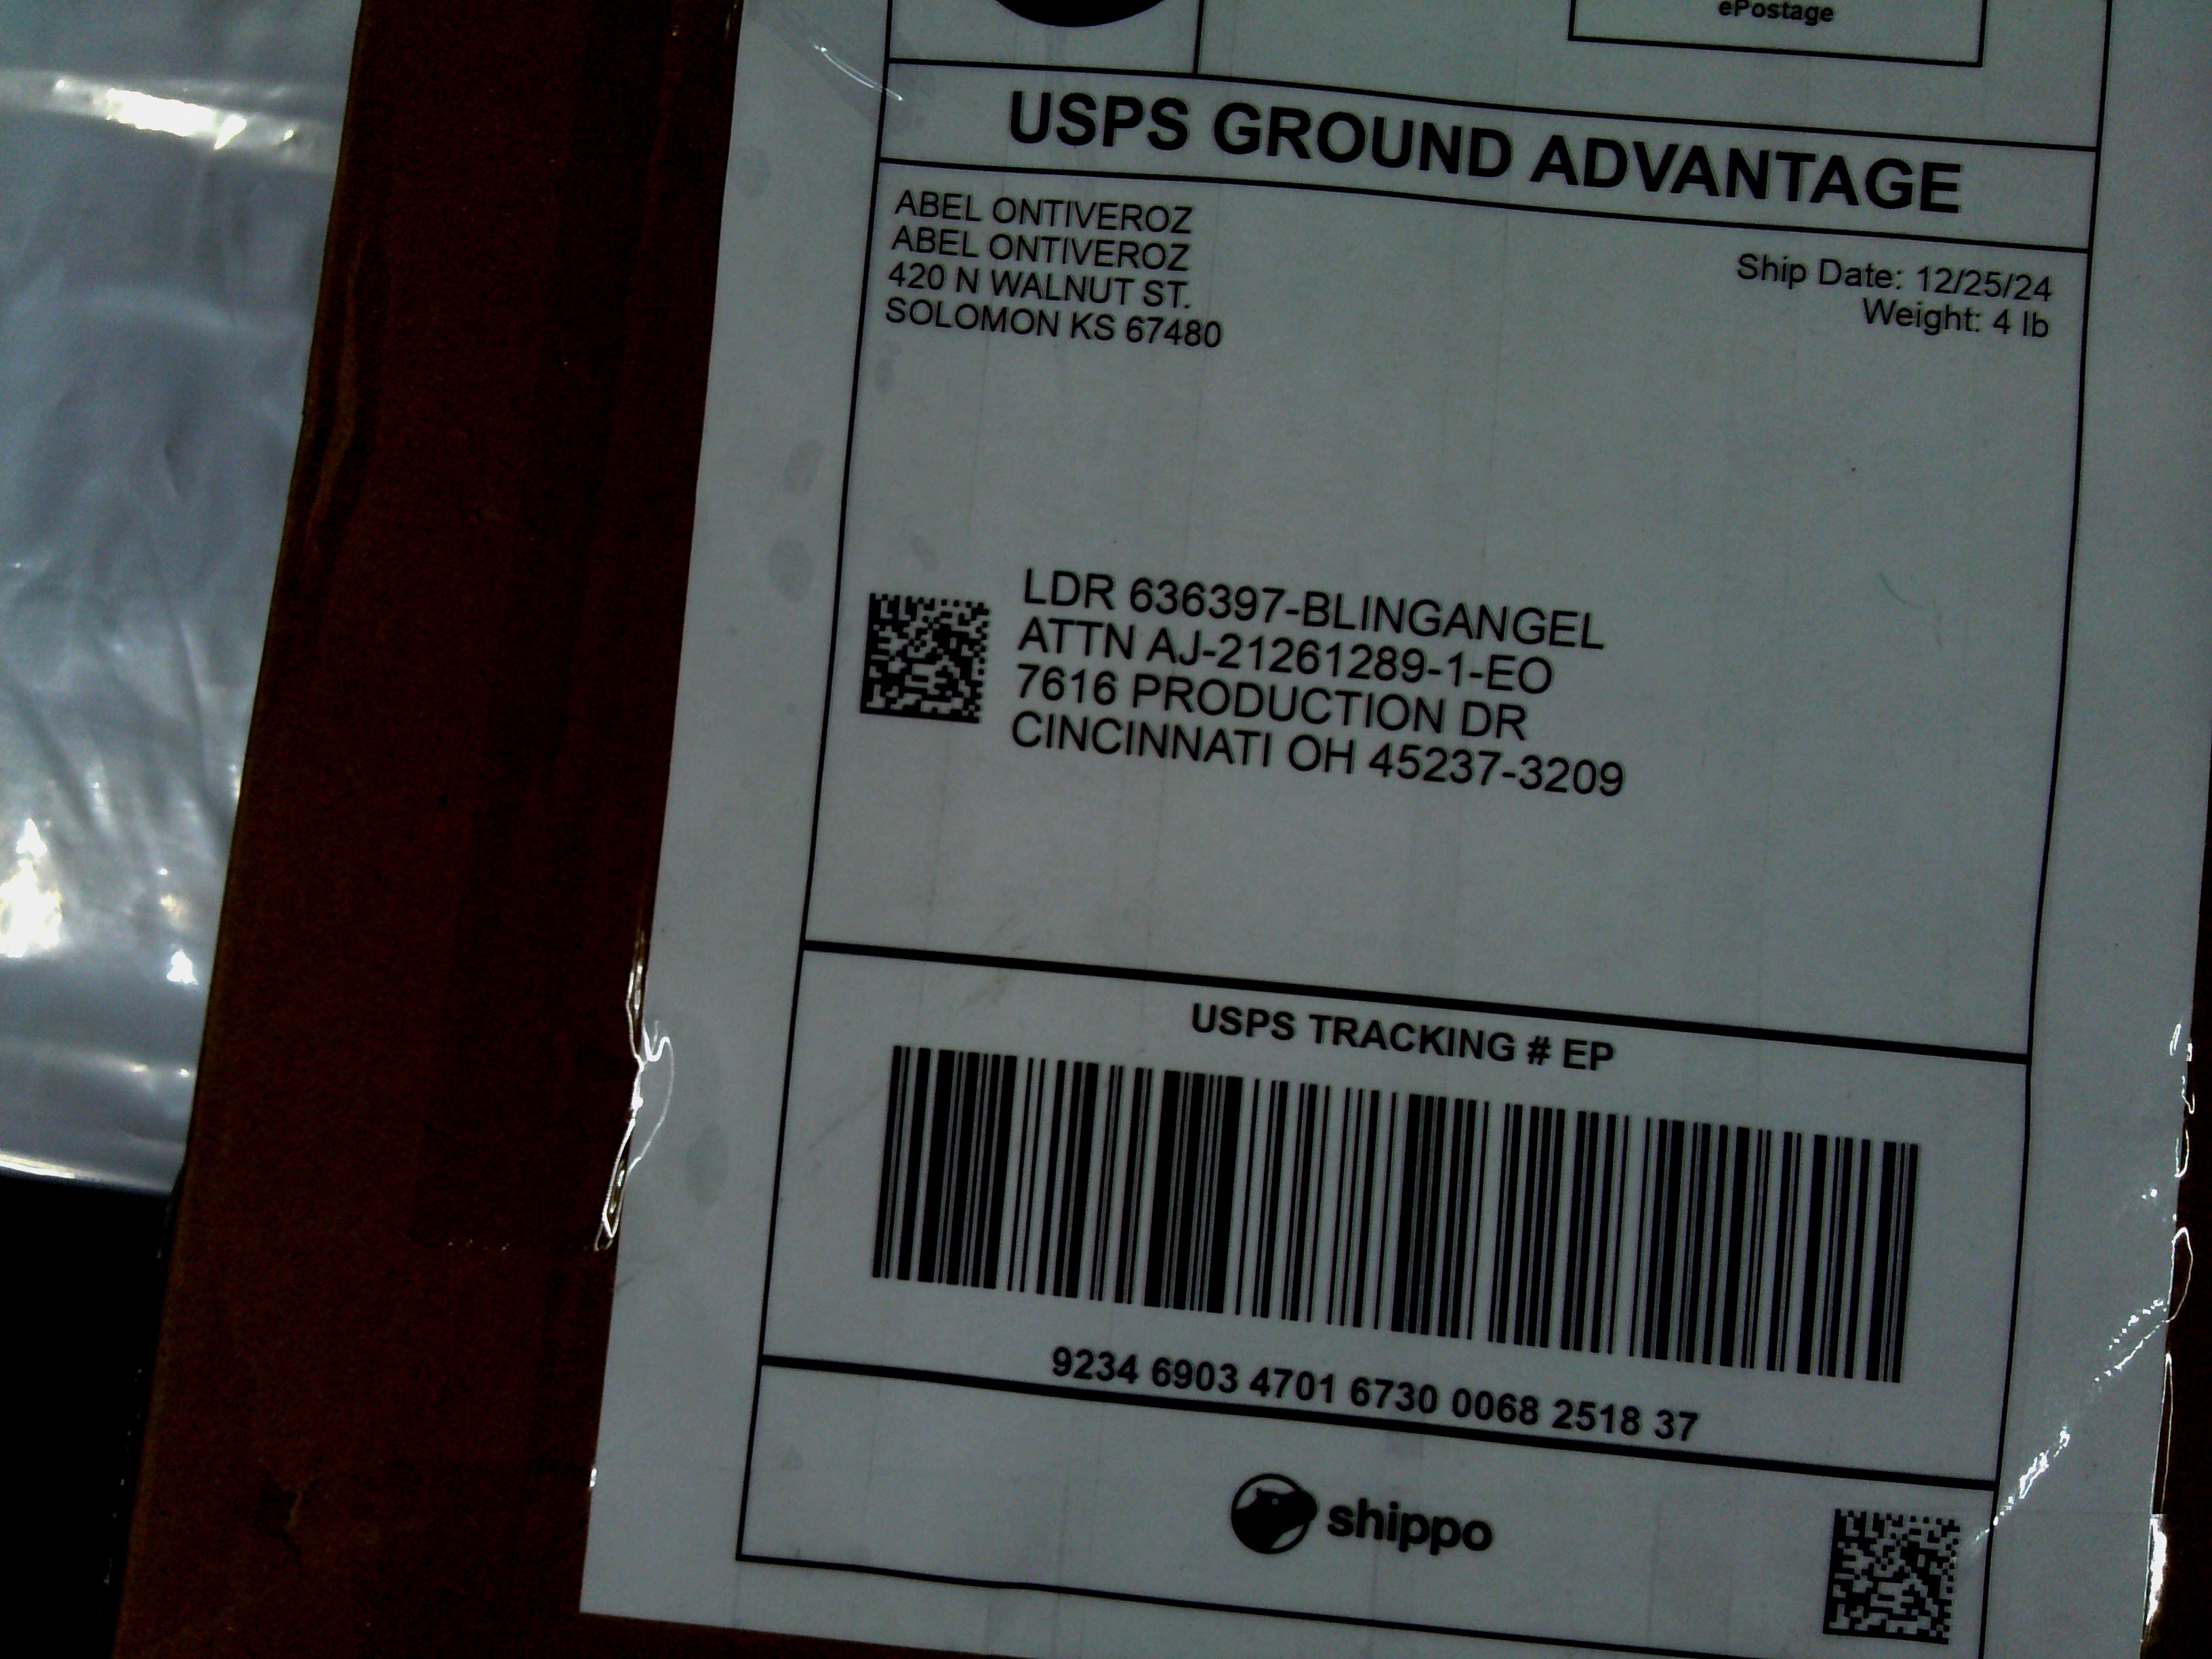 ePostage
USPS GROUND ADVANTAGE
ABEL ONTIVEROZ
ABEL ONTIVEROZ
420 N WALNUT ST.
SOLOMON KS 67480
Ship Date: 12/25/24
Weight: 4 lb
LDR 636397-BLINGANGEL
ATTN AJ-21261289-1-EO
7616 PRODUCTION DR
CINCINNATI OH 45237-3209
USPS TRACKING # EP
9234 6903 4701 6730 0068 2518 37
shippo